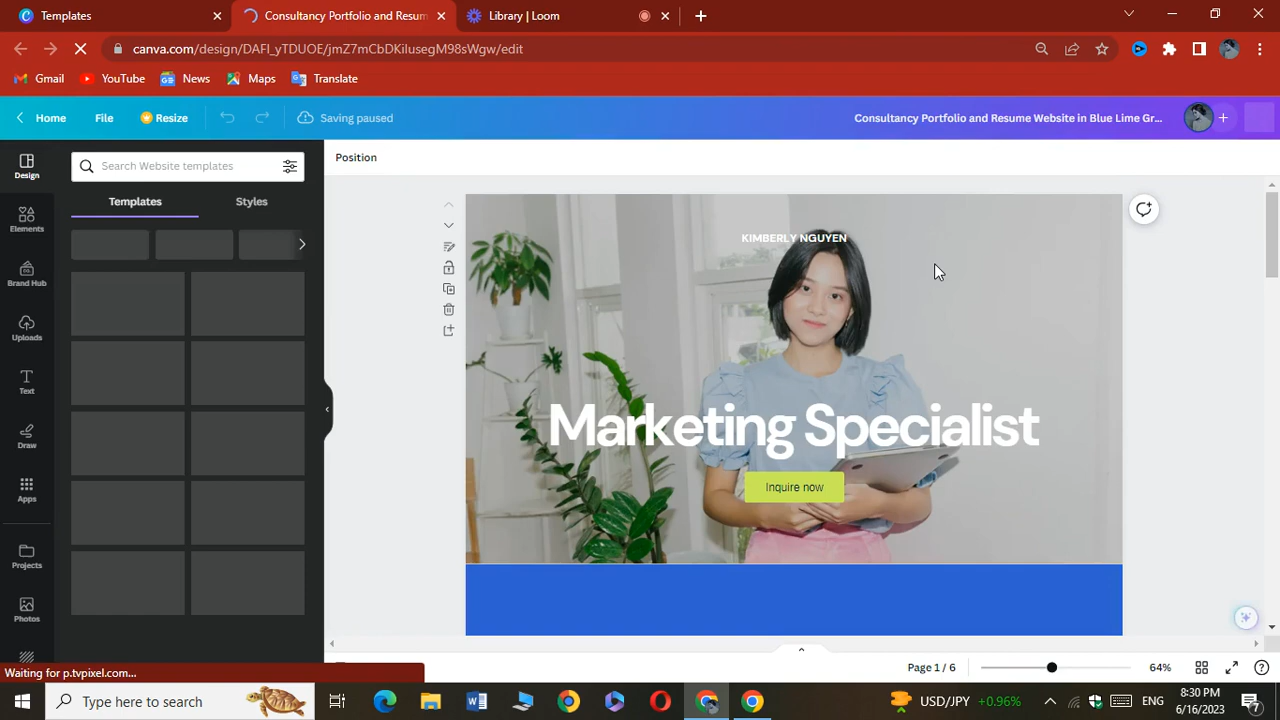 Templates
Consultancy Portfolio and Resum
Library | Loom
canva.com/design/DAFl_yTDUOE/jmZ7mCbDKilusegM98sWgw/edit
Gmail
YouTube
News
Maps
Translate
Home
File
Resize
Saving paused
Consultancy Portfolio and Resume Website in Blue Lime Gr...
Design
Search Website templates
Position
Templates
Styles
Elements
Brand Hub
Uploads
Text
Draw
Apps
Projects
Photos
KIMBERLY NGUYEN
Marketing Specialist
Inquire now
Waiting for p.tvpixel.com...
Page 1 / 6
64%
Type here to search
USD/JPY
+0.96%
ENG
8:30 PM
6/16/2023
7